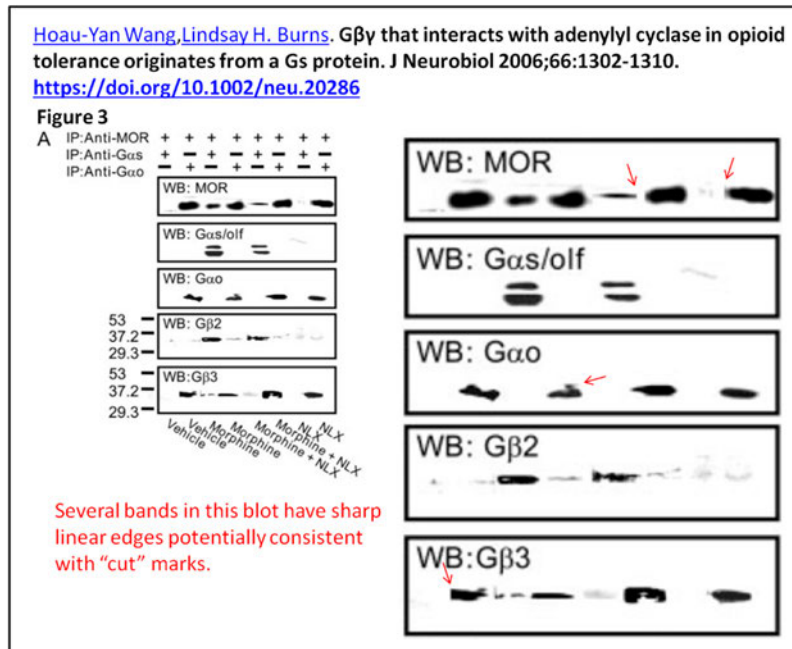 Hoau-Yan Wang,Lindsay H. Burns. Gβγ that interacts with adenylyl cyclase in opioid
tolerance originates from a Gs protein. J Neurobiol 2006;66:1302-1310.
https://doi.org/10.1002/neu.20286
Figure 3
A IP:Anti-MOR + + + + + + + +
IP:Anti-Gαs + − + − + − + −
IP:Anti-Gαo − + − + − + − +
WB: MOR
WB: Gαs/olf
WB: Gαo
53
WB: Gβ2
37.2
29.3
53
WB:Gβ3
37.2
29.3
Vehicle
Vehicle
Morphine
Morphine
Morphine + NLX
Morphine + NLX
NLX
NLX
Several bands in this blot have sharp
linear edges potentially consistent
with “cut” marks.
WB: MOR
WB: Gαs/olf
WB: Gαo
WB: Gβ2
WB:Gβ3